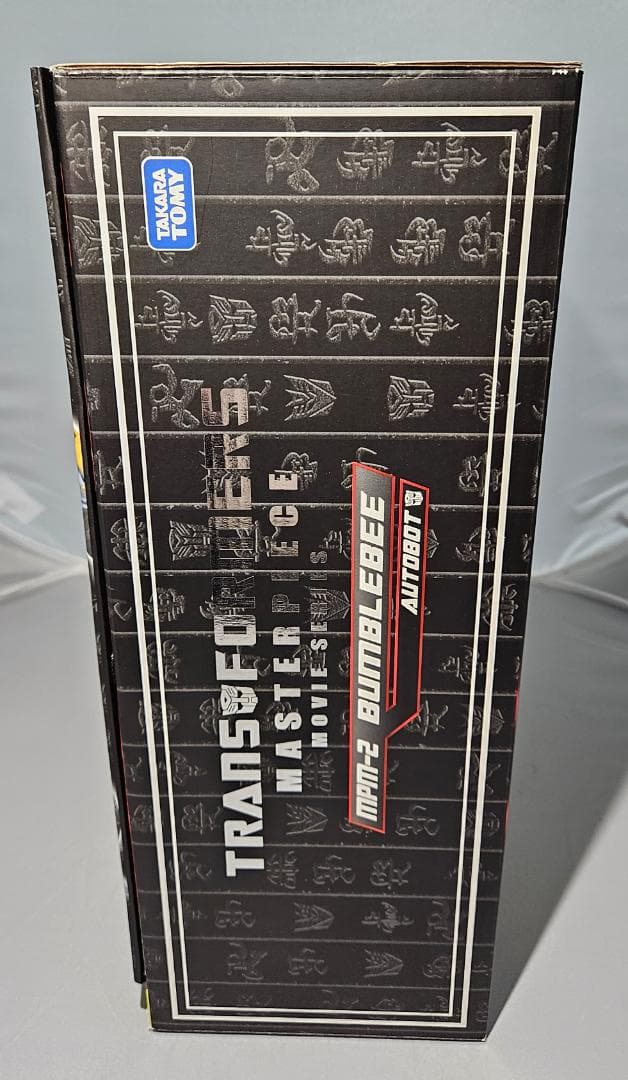 TAKARA
TOMY
TRANSFORMERS
MASTERPIECE
MOVIE SERIES
MPM-2 BUMBLEBEE
AUTOBOT